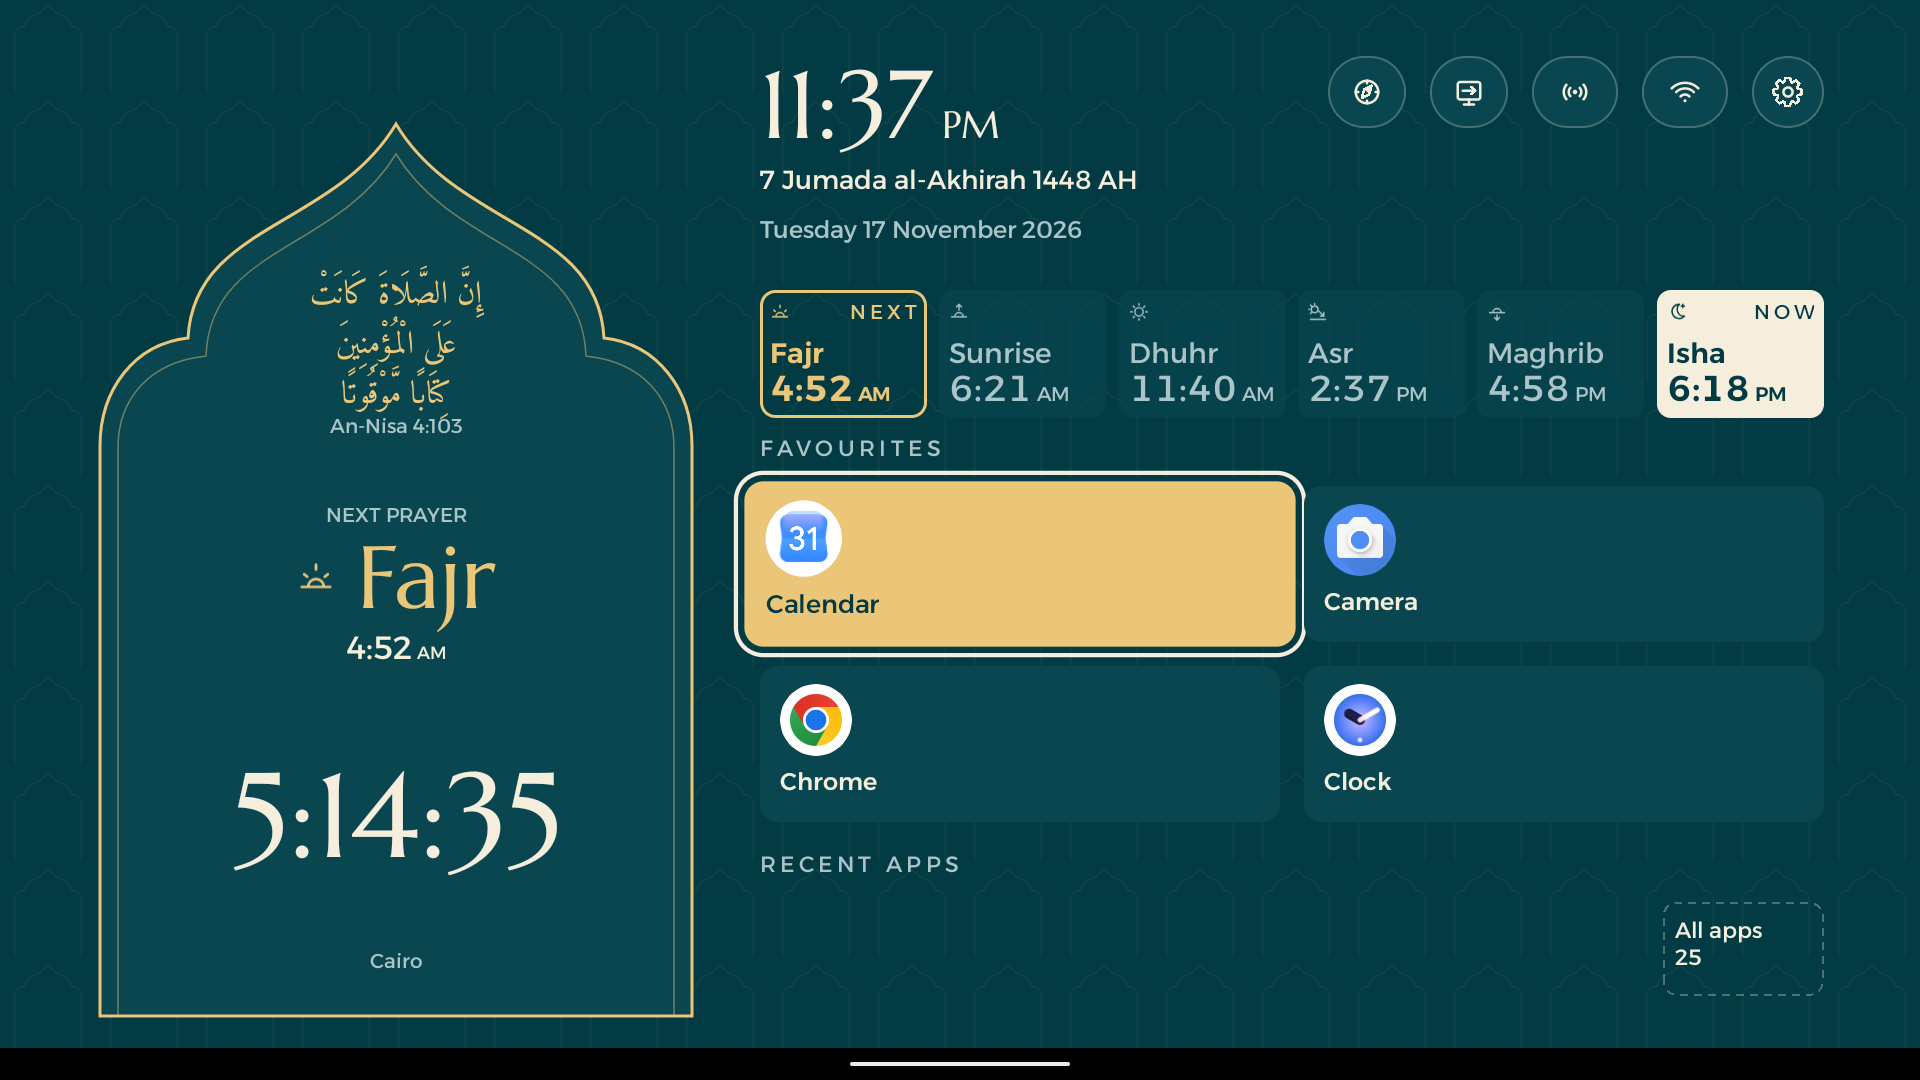 إِنَّ الصَّلَاةَ كَانَتْ
عَلَى الْمُؤْمِنِينَ
كِتَابًا مَّوْقُوتًا
An-Nisa 4:103
NEXT PRAYER
Fajr
4:52 AM
5:14:35
Cairo
11:37 PM
7 Jumada al-Akhirah 1448 AH
Tuesday 17 November 2026
NEXT
Fajr
4:52 AM
Sunrise
6:21 AM
Dhuhr
11:40 AM
Asr
2:37 PM
Maghrib
4:58 PM
NOW
Isha
6:18 PM
FAVOURITES
31
Calendar
Camera
Chrome
Clock
RECENT APPS
All apps
25